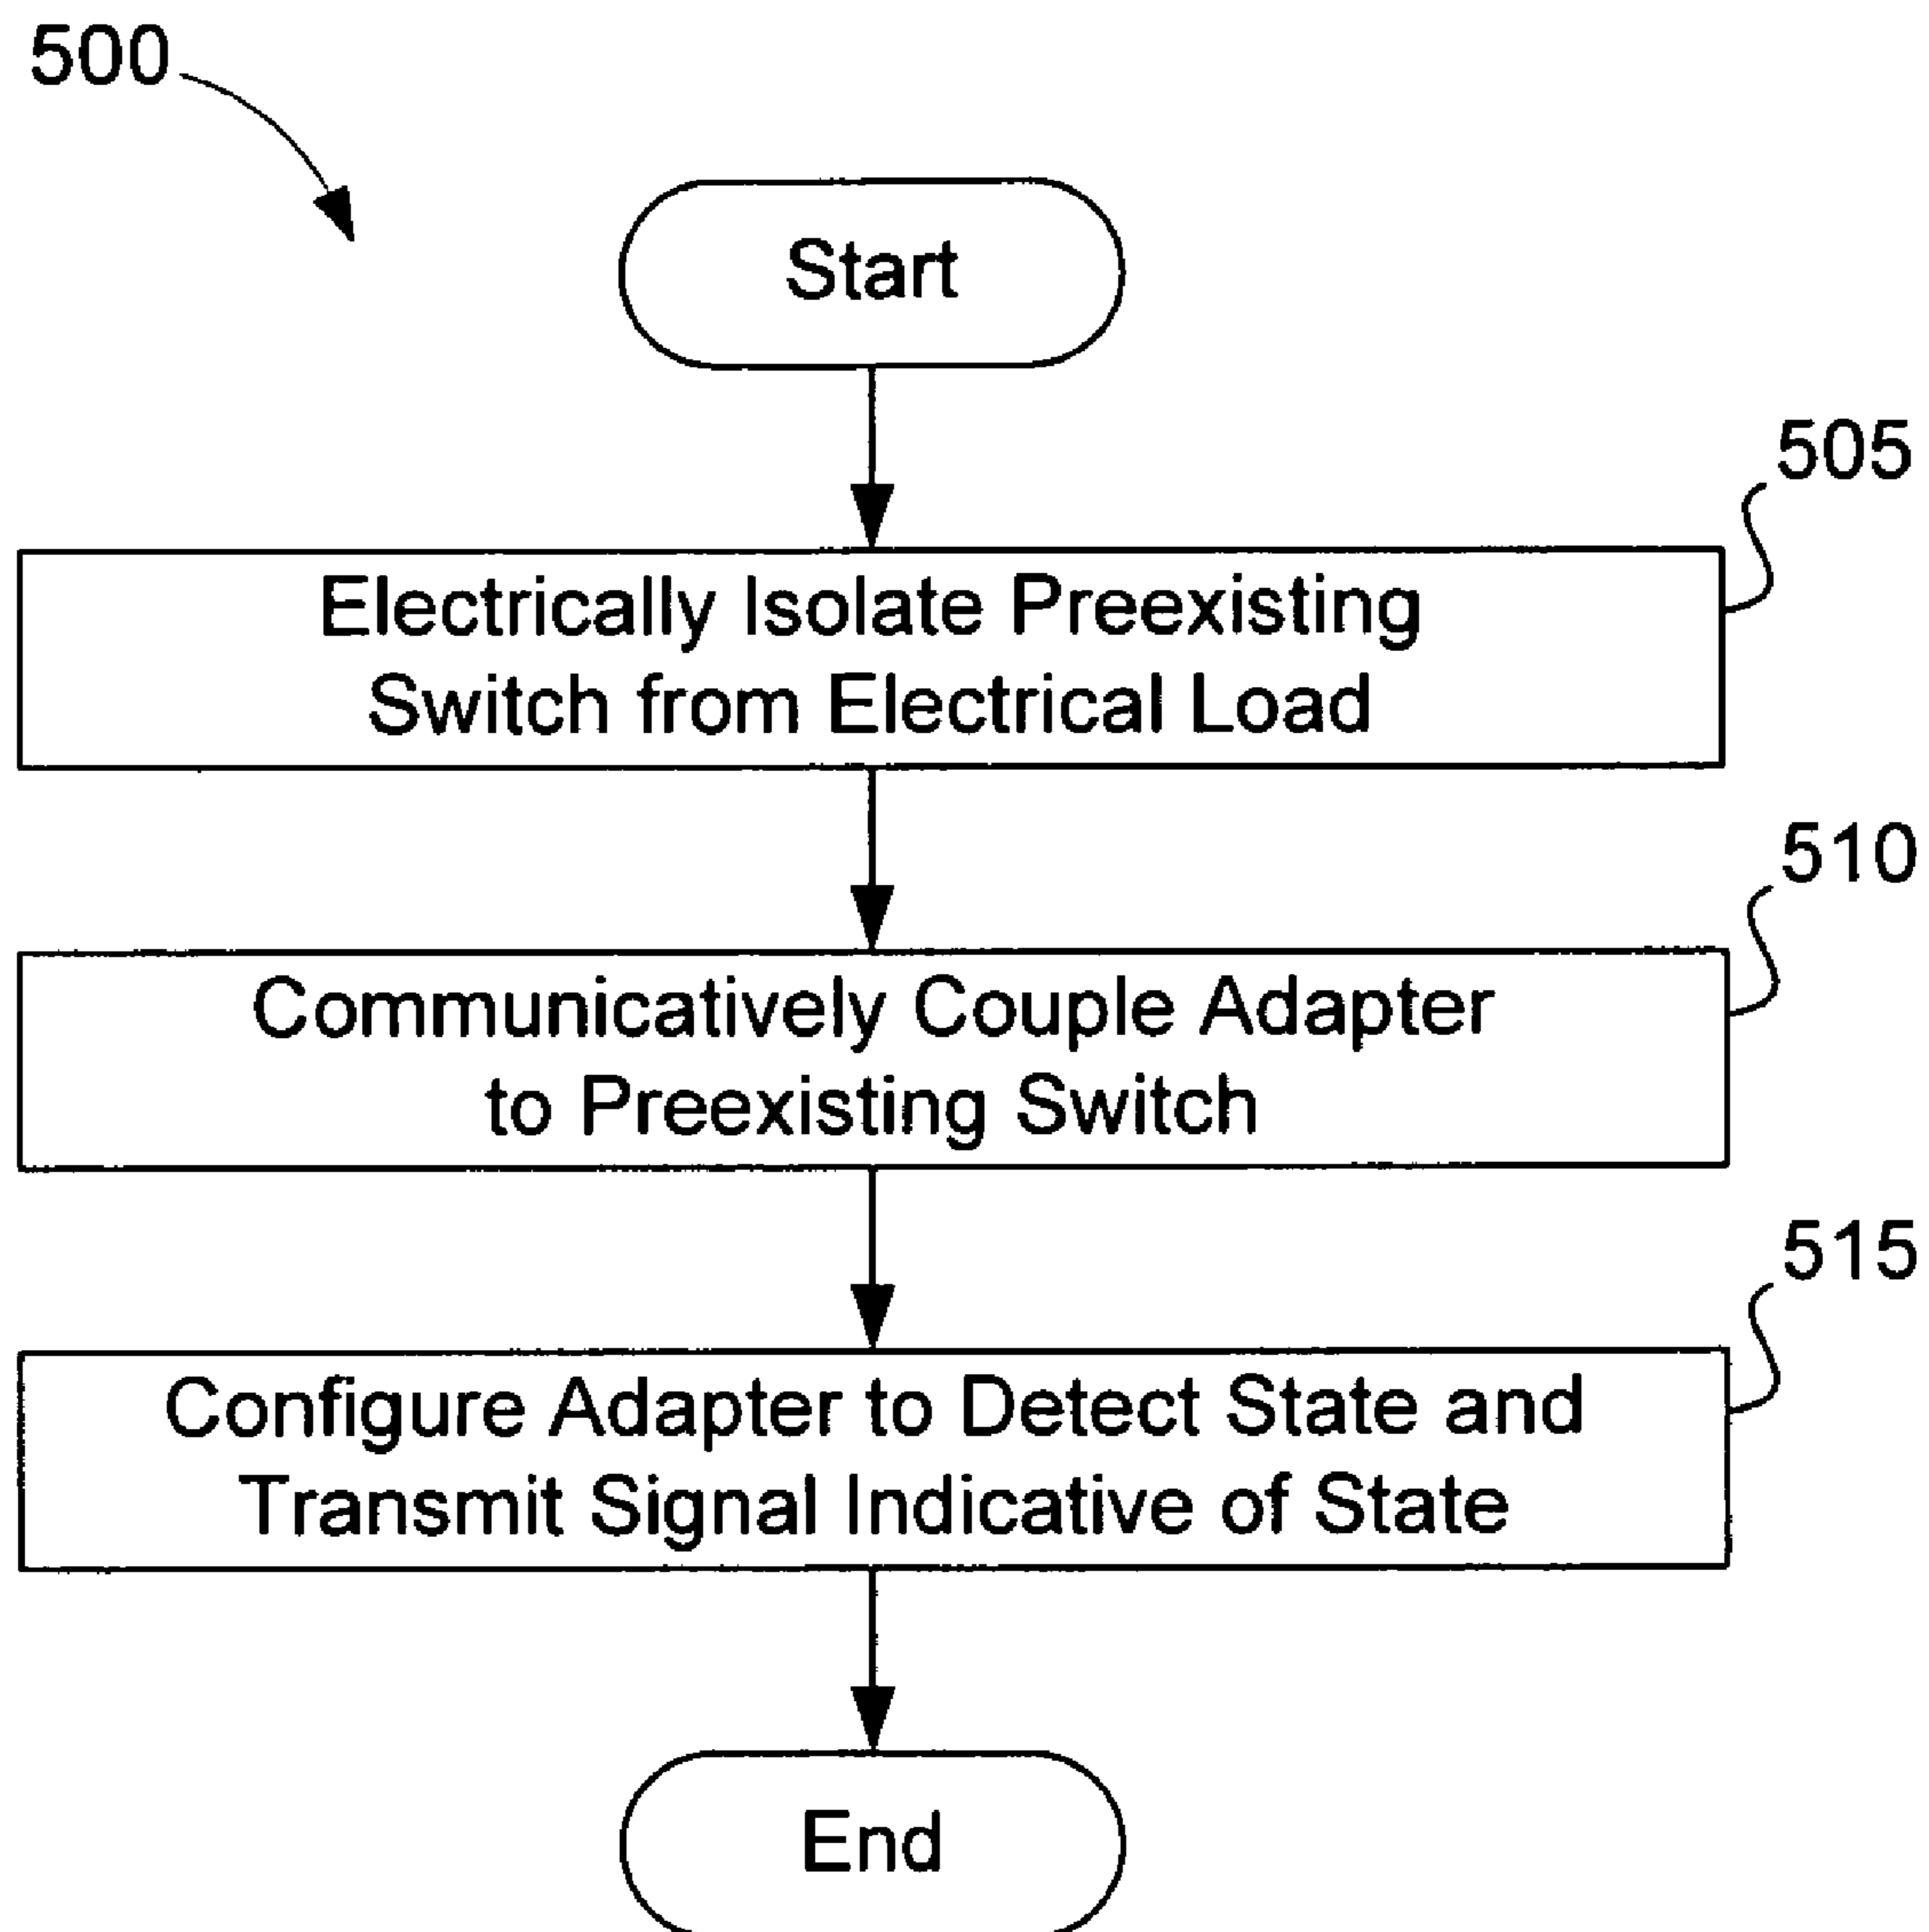 500
Start
505
Electrically Isolate Preexisting
Switch from Electrical Load
510
Communicatively Couple Adapter
to Preexisting Switch
515
Configure Adapter to Detect State and
Transmit Signal Indicative of State
End